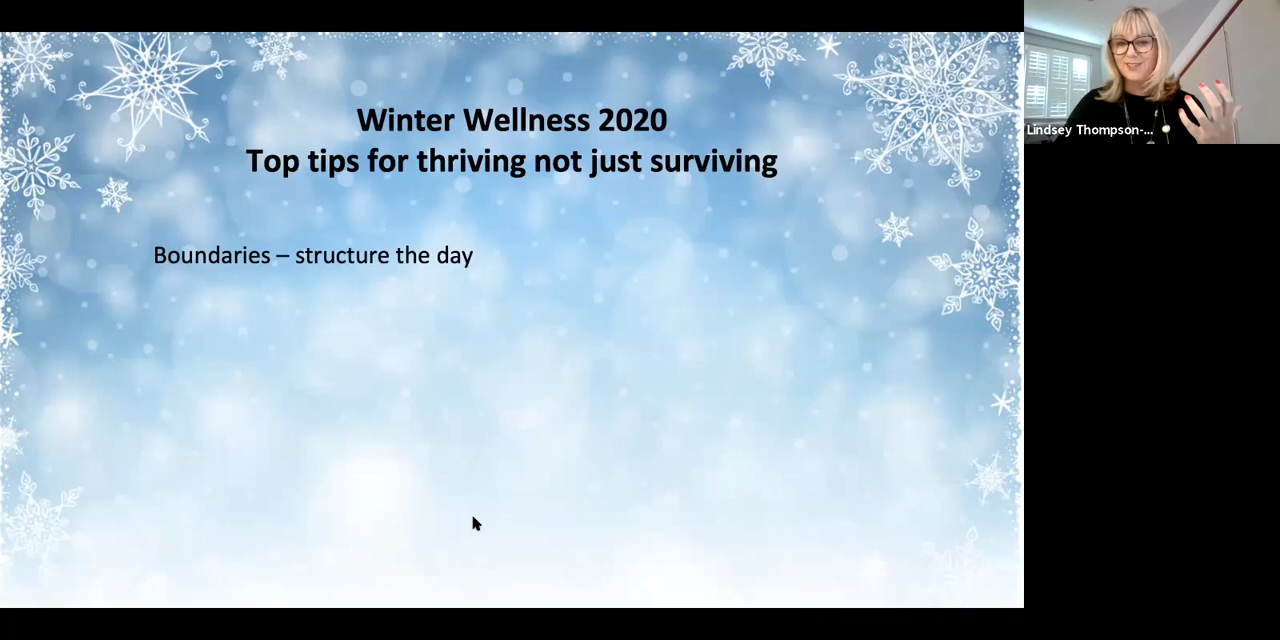 Winter Wellness 2020
Top tips for thriving not just surviving
Boundaries – structure the day
Lindsey Thompson-...